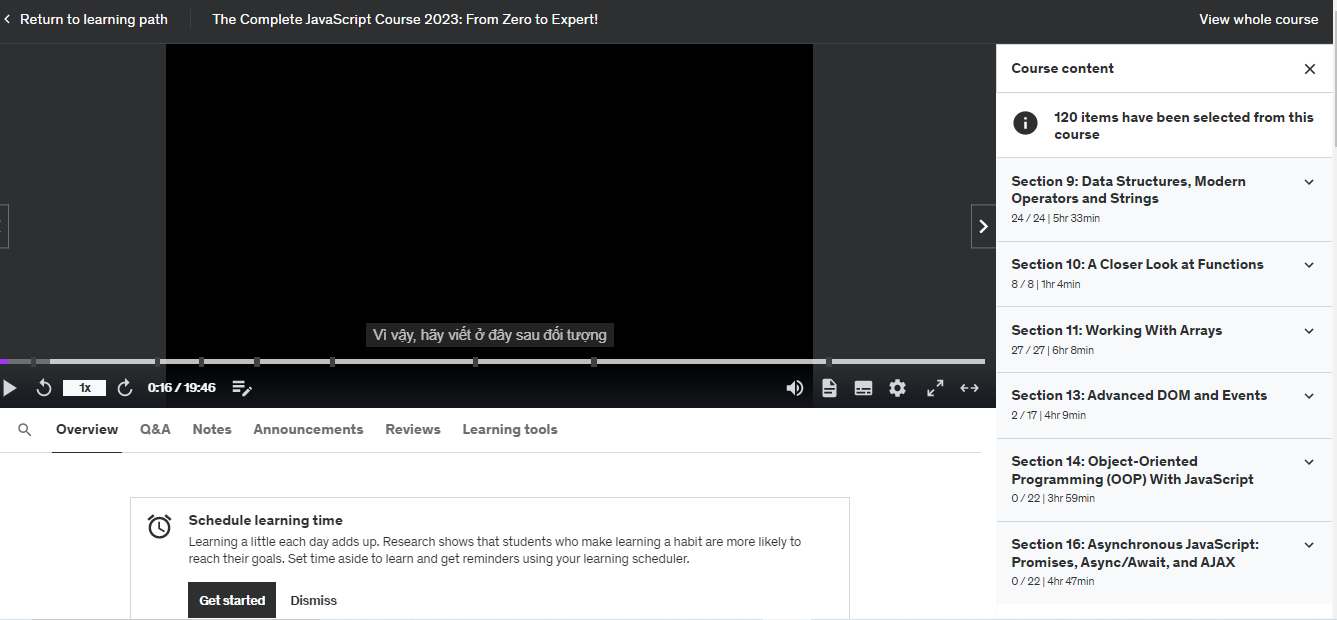 Return to learning path
The Complete JavaScript Course 2023: From Zero to Expert!
View whole course
Vì vậy, hãy viết ở đây sau đối tượng
1x
0:16 / 19:46
Overview
Q&A
Notes
Announcements
Reviews
Learning tools
Schedule learning time
Learning a little each day adds up. Research shows that students who make learning a habit are more likely to
reach their goals. Set time aside to learn and get reminders using your learning scheduler.
Get started
Dismiss
Course content
120 items have been selected from this
course
Section 9: Data Structures, Modern
Operators and Strings
24 / 24 | 5hr 33min
Section 10: A Closer Look at Functions
8 / 8 | 1hr 4min
Section 11: Working With Arrays
27 / 27 | 6hr 8min
Section 13: Advanced DOM and Events
2 / 17 | 4hr 9min
Section 14: Object-Oriented
Programming (OOP) With JavaScript
0 / 22 | 3hr 59min
Section 16: Asynchronous JavaScript:
Promises, Async/Await, and AJAX
0 / 22 | 4hr 47min